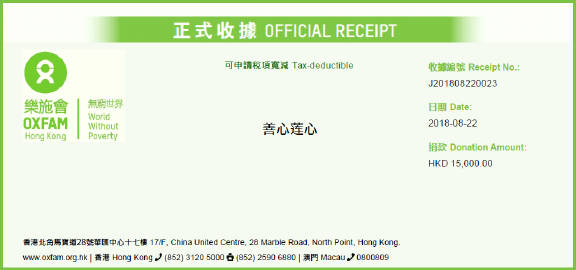 正式收據 OFFICIAL RECEIPT
可申請稅項寬減 Tax-deductible
樂施會
OXFAM
Hong Kong
無窮世界
World
Without
Poverty
善心莲心
收據編號 Receipt No.:
J201808220023
日期 Date:
2018-08-22
捐款 Donation Amount:
HKD 15,000.00
香港北角馬寶道28號華匯中心十七樓 17/F, China United Centre, 28 Marble Road, North Point, Hong Kong.
www.oxfam.org.hk | 香港 Hong Kong (852) 3120 5000 (852) 2590 6880 | 澳門 Macau 0800809